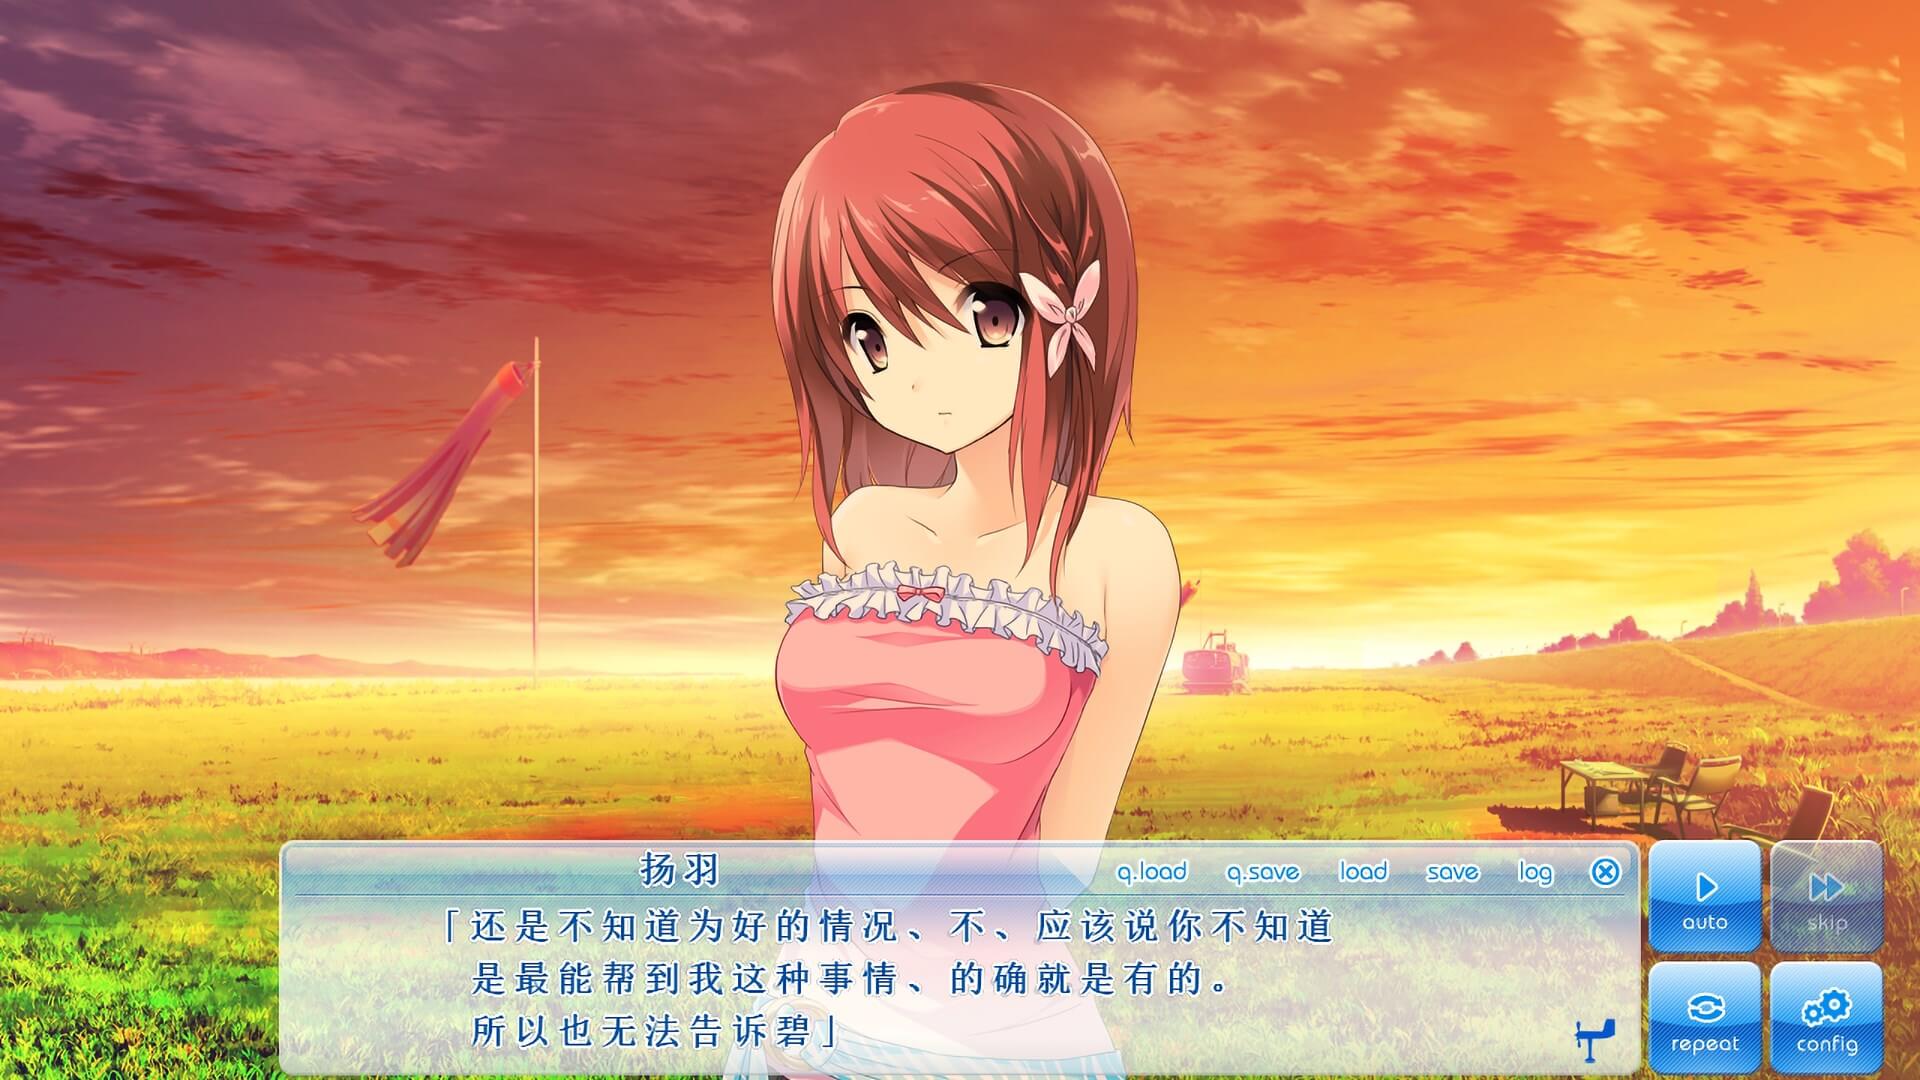 扬羽
q.load q.save load save log
「还是不知道为好的情况、不、应该说你不知道
是最能帮到我这种事情、的确就是有的。
所以也无法告诉碧」
auto
skip
repeat
config